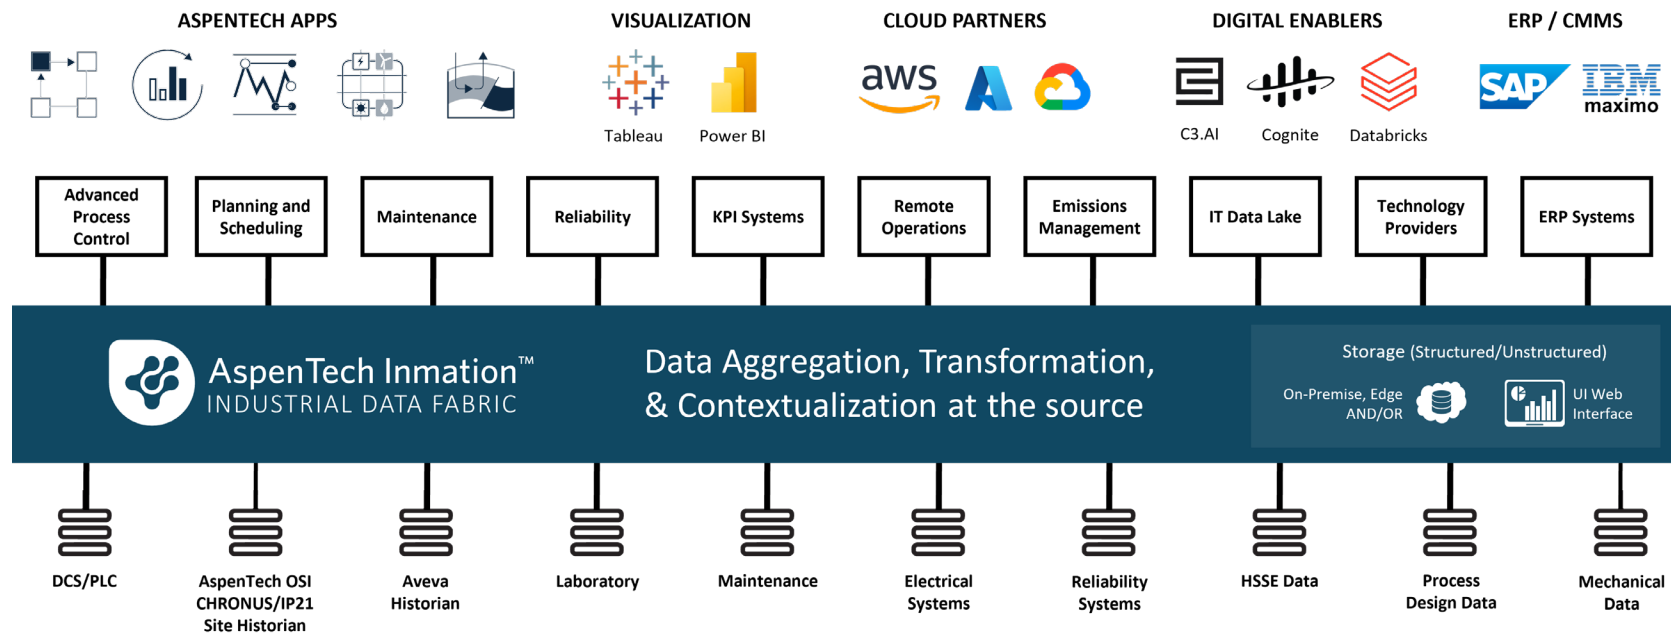 ASPENTECH APPS
VISUALIZATION
CLOUD PARTNERS
DIGITAL ENABLERS
ERP / CMMS
Tableau
Power BI
aws
C3.AI
Cognite
Databricks
SAP
IBM
maximo
Advanced
Process
Control
Planning and
Scheduling
Maintenance
Reliability
KPI Systems
Remote
Operations
Emissions
Management
IT Data Lake
Technology
Providers
ERP Systems
AspenTech Inmation™
INDUSTRIAL DATA FABRIC
Data Aggregation, Transformation,
& Contextualization at the source
Storage (Structured/Unstructured)
On-Premise, Edge
AND/OR
UI Web
Interface
DCS/PLC
AspenTech OSI
CHRONUS/IP21
Site Historian
Aveva
Historian
Laboratory
Maintenance
Electrical
Systems
Reliability
Systems
HSSE Data
Process
Design Data
Mechanical
Data